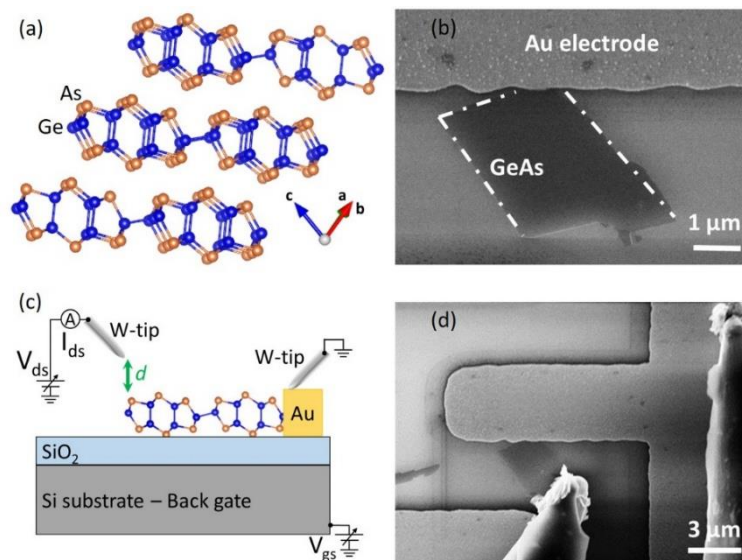 (a)
As
Ge
c
a
b
(b)
Au electrode
GeAs
1 μm
(c)
A
W-tip
I_ds
V_ds
d
W-tip
Au
SiO₂
Si substrate – Back gate
V_gs
(d)
3 μm